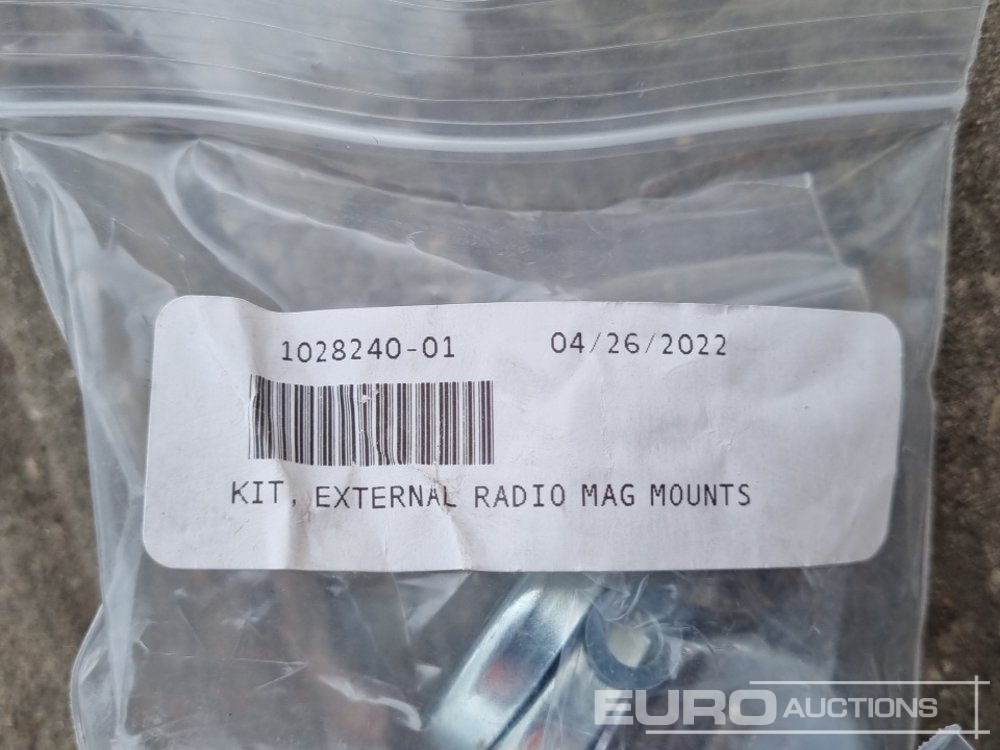 1028240-01 04/26/2022
KIT, EXTERNAL RADIO MAG MOUNTS
EURO AUCTIONS